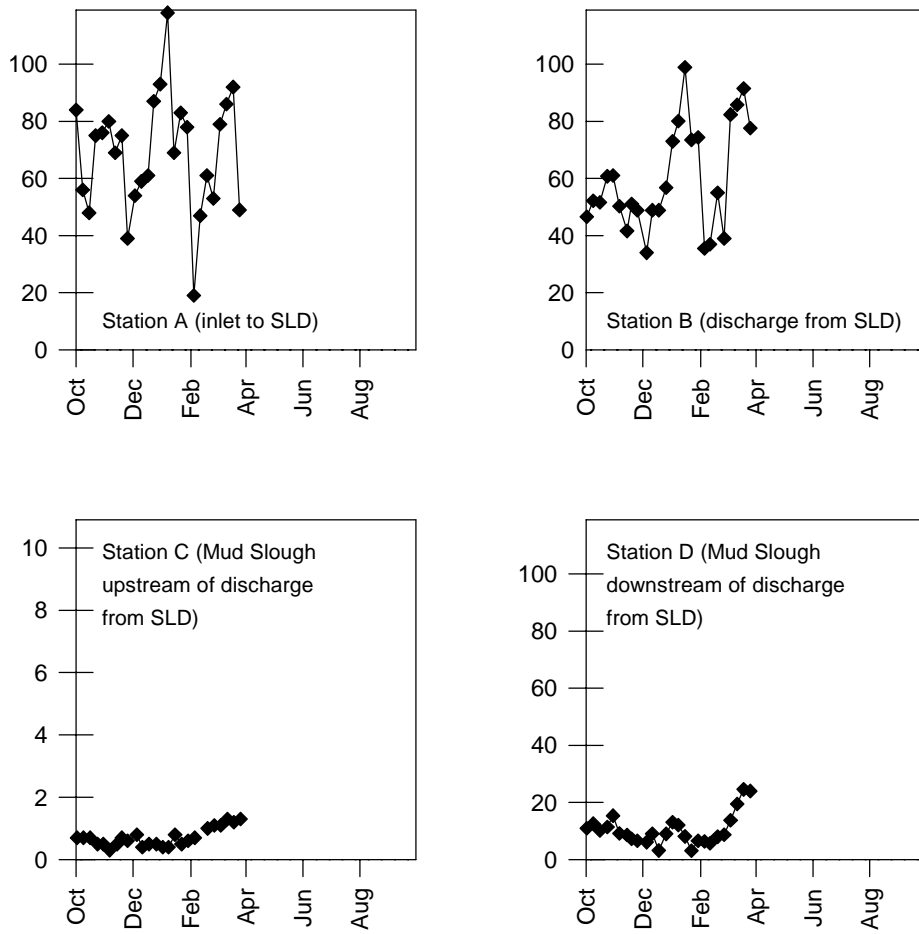 100
80
60
40
20
0
Station A (inlet to SLD)
Oct
Dec
Feb
Apr
Jun
Aug
100
80
60
40
20
0
Station B (discharge from SLD)
Oct
Dec
Feb
Apr
Jun
Aug
10
8
6
4
2
0
Station C (Mud Slough
upstream of discharge
from SLD)
Oct
Dec
Feb
Apr
Jun
Aug
100
80
60
40
20
0
Station D (Mud Slough
downstream of discharge
from SLD)
Oct
Dec
Feb
Apr
Jun
Aug